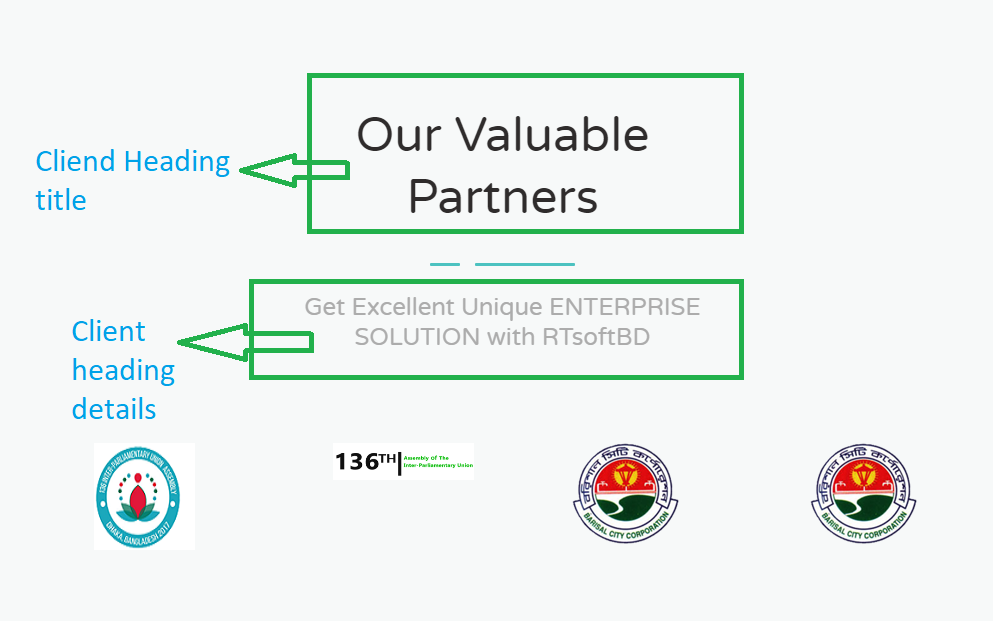 Our Valuable
Partners
Cliend Heading
title
Get Excellent Unique ENTERPRISE
SOLUTION with RTsoftBD
Client
heading
details
136 INTER-PARLIAMENTARY UNION ASSEMBLY
DHAKA, BANGLADESH 2017
136TH Assembly Of The
Inter-Parliamentary Union
বরিশাল সিটি কর্পোরেশন
BARISAL CITY CORPORATION
বরিশাল সিটি কর্পোরেশন
BARISAL CITY CORPORATION